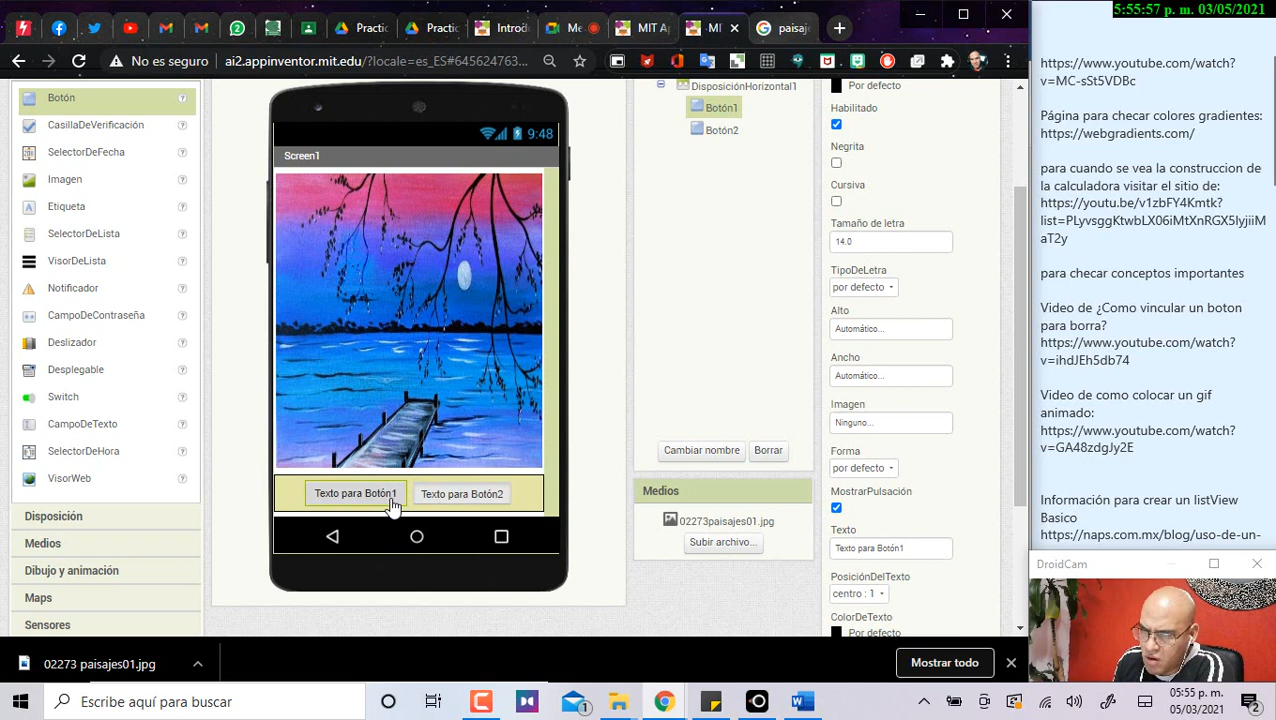 5:55:57 p. m. 03/05/2021
Practic
Practic
Introd
Me
MIT A
MI
paisaje
No es seguro
ai2.appinventor.mit.edu/?locale=es_ES#645624763...
Botón
CasillaDeVerificación
SelectorDeFecha
Imagen
Etiqueta
SelectorDeLista
VisorDeLista
Notificador
CampoDeContraseña
Deslizador
Desplegable
Switch
CampoDeTexto
SelectorDeHora
VisorWeb
Disposición
Medios
Dibujo y animación
Maps
Sensores
9:48
Screen1
Texto para Botón1
Texto para Botón2
DisposiciónHorizontal1
Botón1
Botón2
Cambiar nombre
Borrar
Medios
02273paisajes01.jpg
Subir archivo...
Por defecto
Habilitado
Negrita
Cursiva
Tamaño de letra
14.0
TipoDeLetra
por defecto
Alto
Automático...
Ancho
Automático...
Imagen
Ninguno...
Forma
por defecto
MostrarPulsación
Texto
Texto para Botón1
PosiciónDelTexto
centro : 1
ColorDeTexto
Por defecto
https://www.youtube.com/watch?
v=MC-sSt5VDBc
Página para checar colores gradientes:
https://webgradients.com/
para cuando se vea la construccion de
la calculadora visitar el sitio de:
https://youtu.be/v1zbFY4Kmtk?
list=PLyvsggKtwbLX06iMtXnRGX5lyjiiM
aT2y
para checar conceptos importantes
Video de ¿Como vincular un boton
para borra?
https://www.youtube.com/watch?
v=ihdJEh5db74
Video de como colocar un gif
animado:
https://www.youtube.com/watch?
v=GA48zdgJy2E
Información para crear un listView
Basico
https://naps.com.mx/blog/uso-de-un-
DroidCam
02273 paisajes01.jpg
Mostrar todo
Escribe aquí para buscar
1
05:55 p. m.
05/03/2021
2